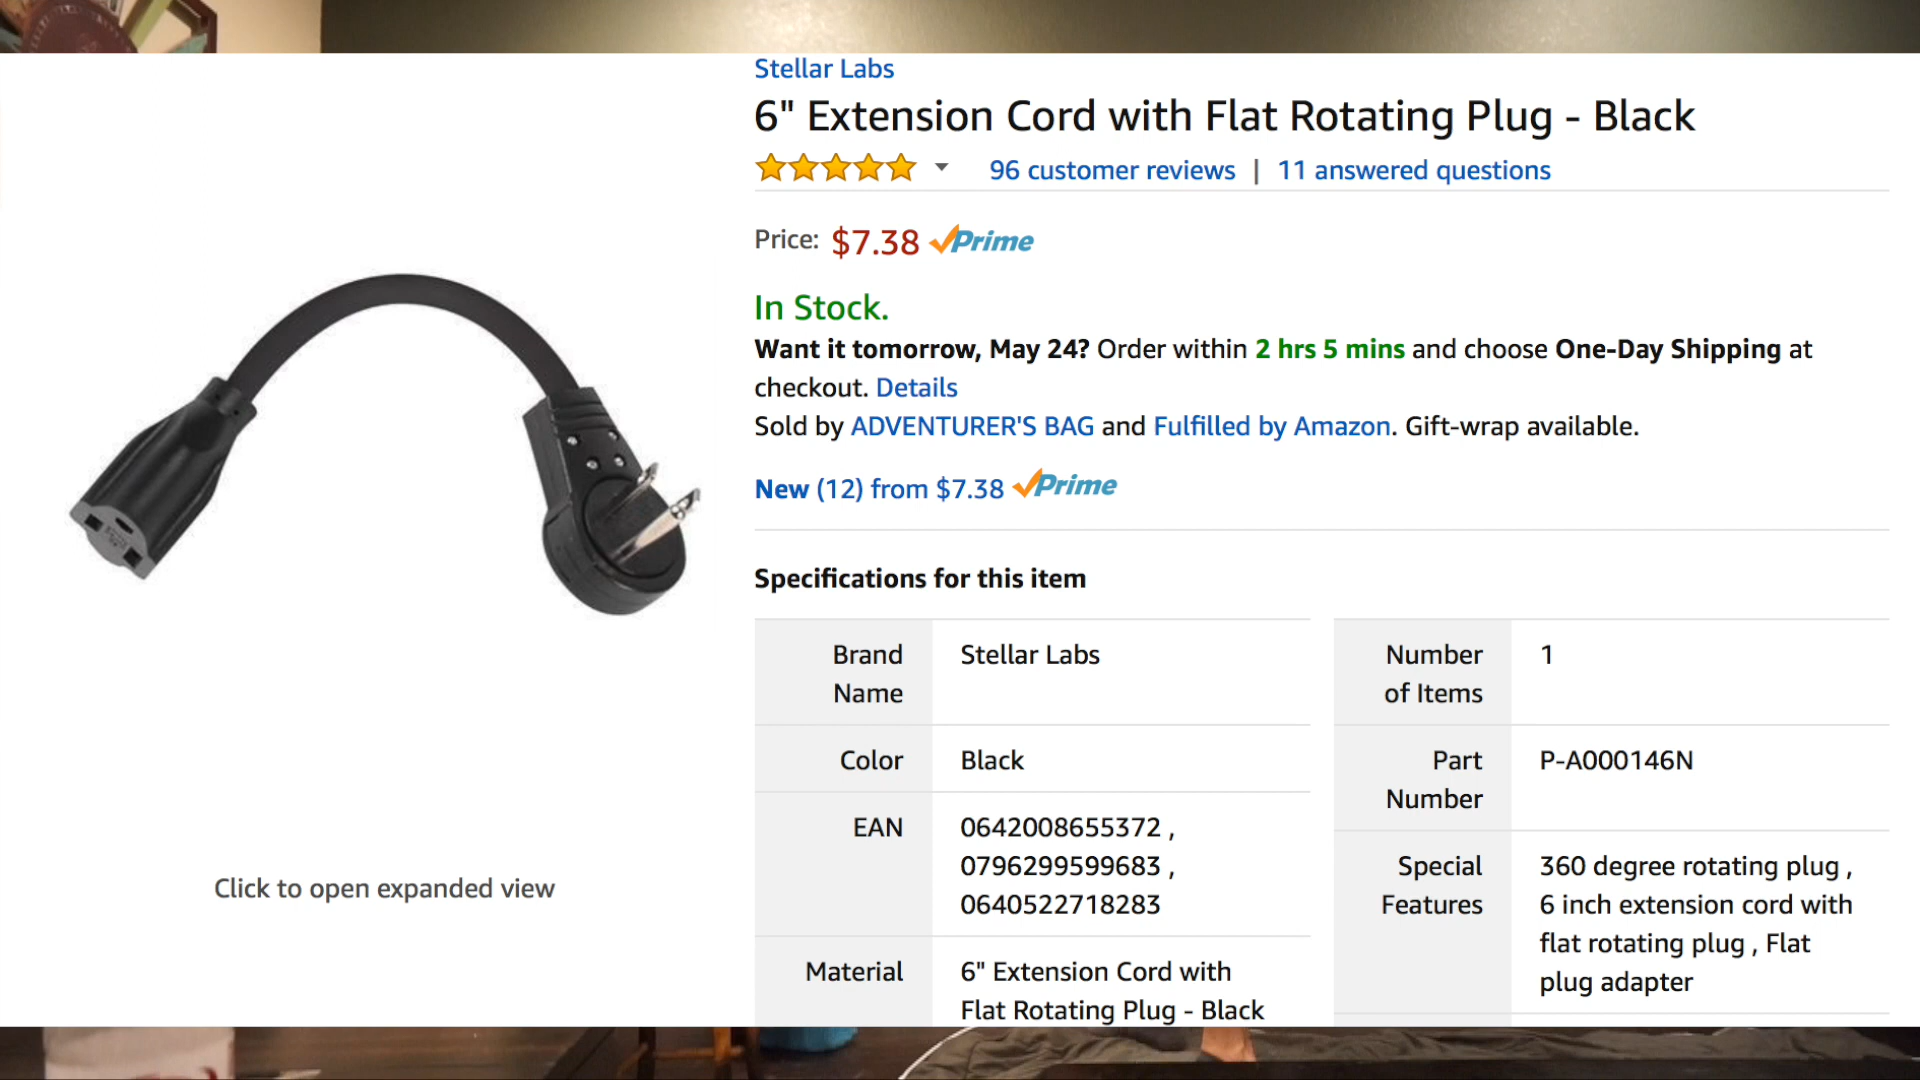 Stellar Labs
6" Extension Cord with Flat Rotating Plug - Black
96 customer reviews | 11 answered questions
Price: $7.38 Prime
In Stock.
Want it tomorrow, May 24? Order within 2 hrs 5 mins and choose One-Day Shipping at
checkout. Details
Sold by ADVENTURER'S BAG and Fulfilled by Amazon. Gift-wrap available.
New (12) from $7.38 Prime
Click to open expanded view
Specifications for this item
Brand
Name
Stellar Labs
Color
Black
EAN
0642008655372 ,
0796299599683 ,
0640522718283
Material
6" Extension Cord with
Flat Rotating Plug - Black
Number
of Items
1
Part
Number
P-A000146N
Special
Features
360 degree rotating plug ,
6 inch extension cord with
flat rotating plug , Flat
plug adapter